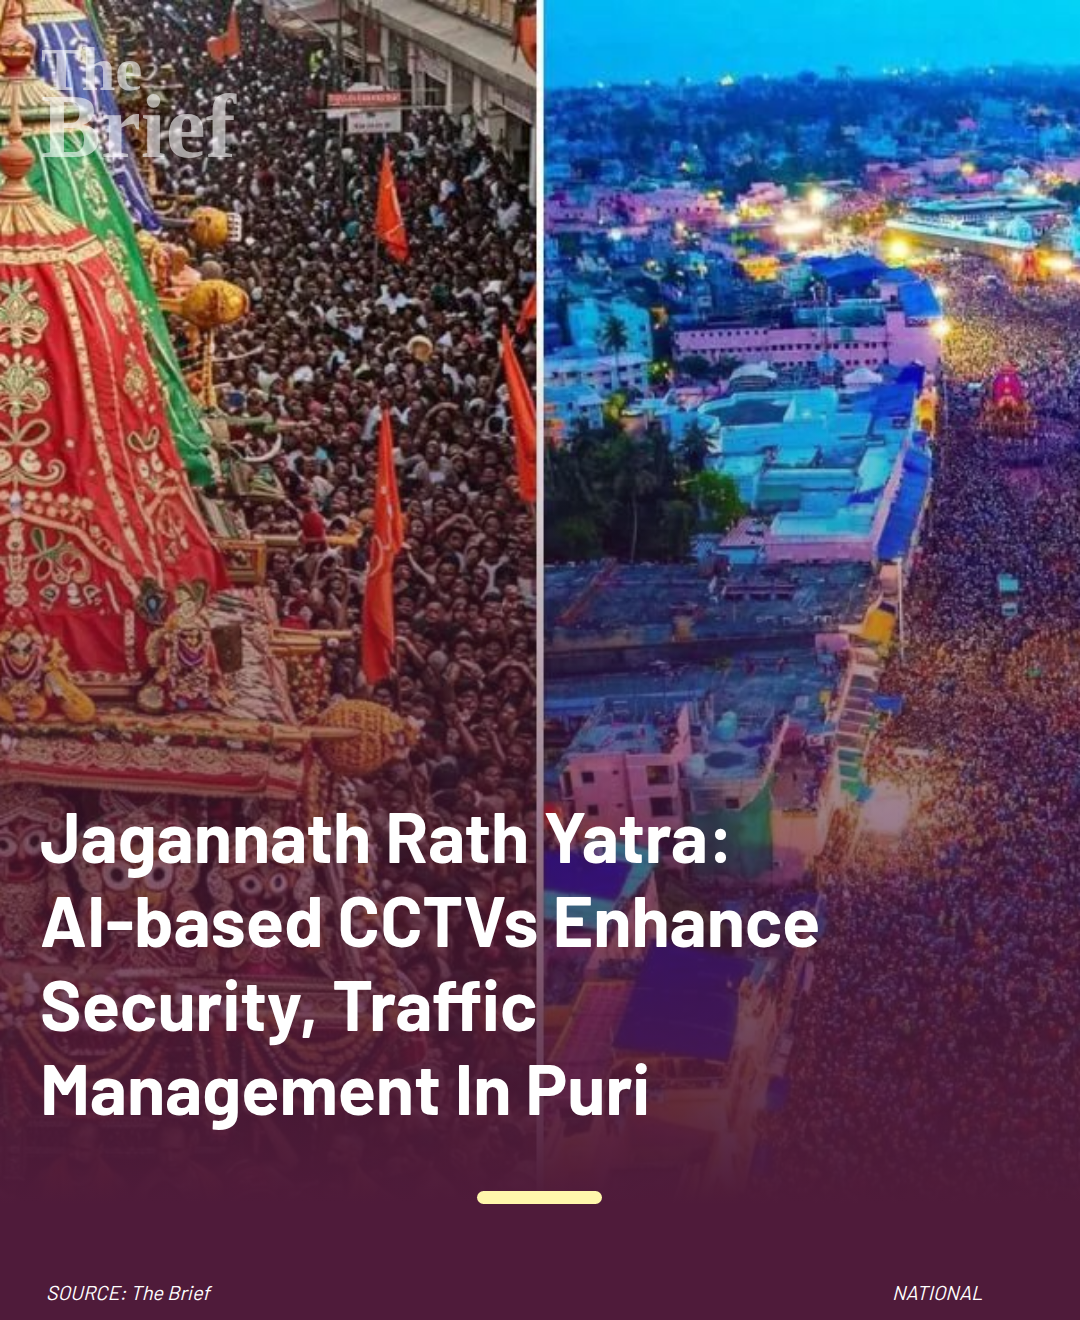 The
Brief
Jagannath Rath Yatra:
AI-based CCTVs Enhance
Security, Traffic
Management In Puri
SOURCE: The Brief
NATIONAL